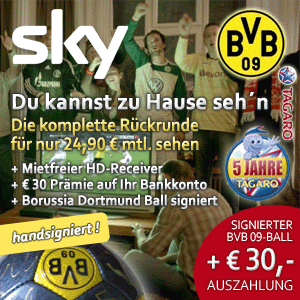 sky
BVB
09
TAGARO
Du kannst zu Hause seh´n
Die komplette Rückrunde
für nur 24,90 € mtl. sehen
+ Mietfreier HD-Receiver
+ € 30 Prämie auf Ihr Bankkonto
+ Borussia Dortmund Ball signiert
5 JAHRE
TAGARO
handsigniert !
BVB
09
SIGNIERTER
BVB 09-BALL
+ € 30,-
AUSZAHLUNG